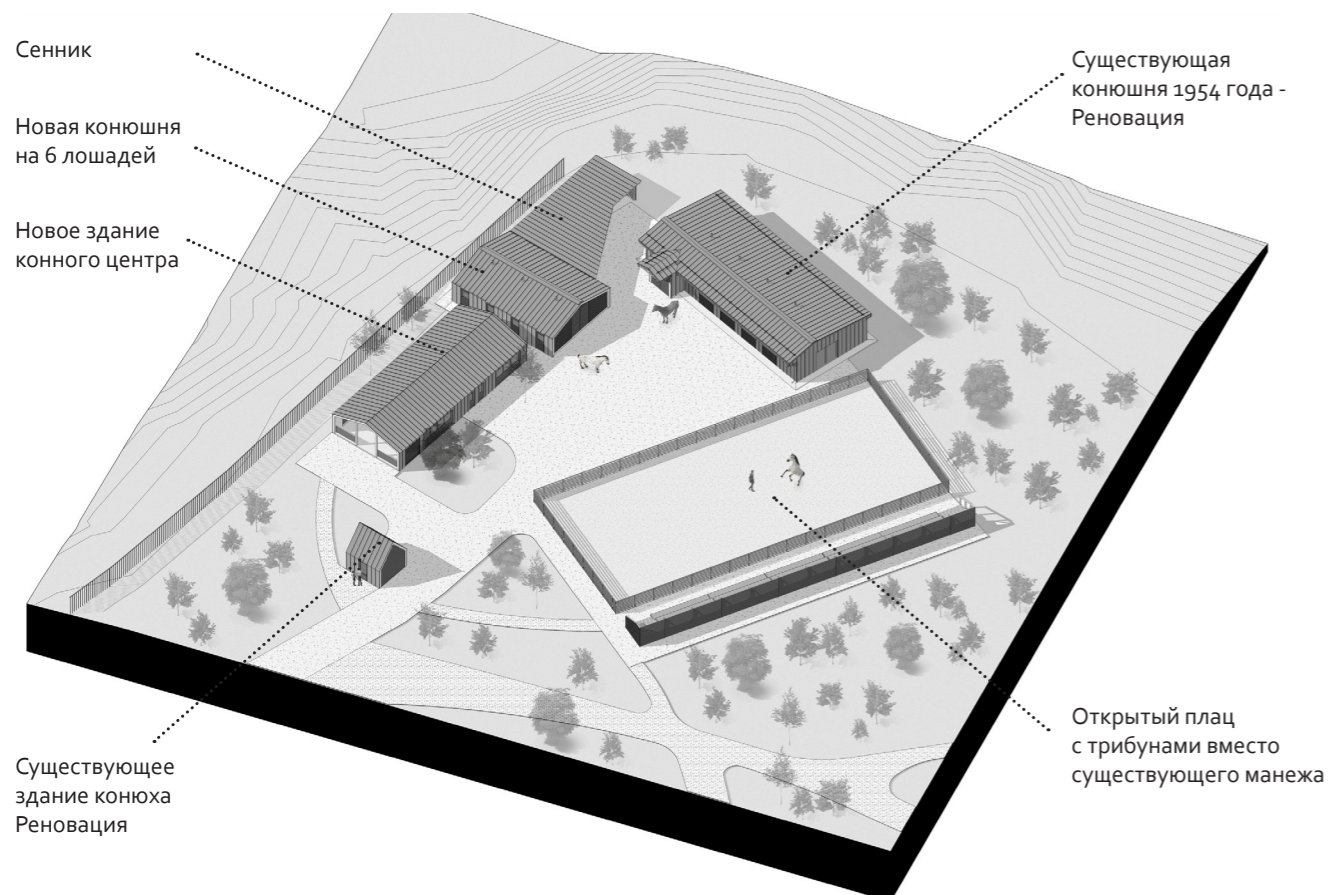 Сенник
Новая конюшня
на 6 лошадей
Новое здание
конного центра
Существующее
здание конюха
Реновация
Существующая
конюшня 1954 года -
Реновация
Открытый плац
с трибунами вместо
существующего манежа